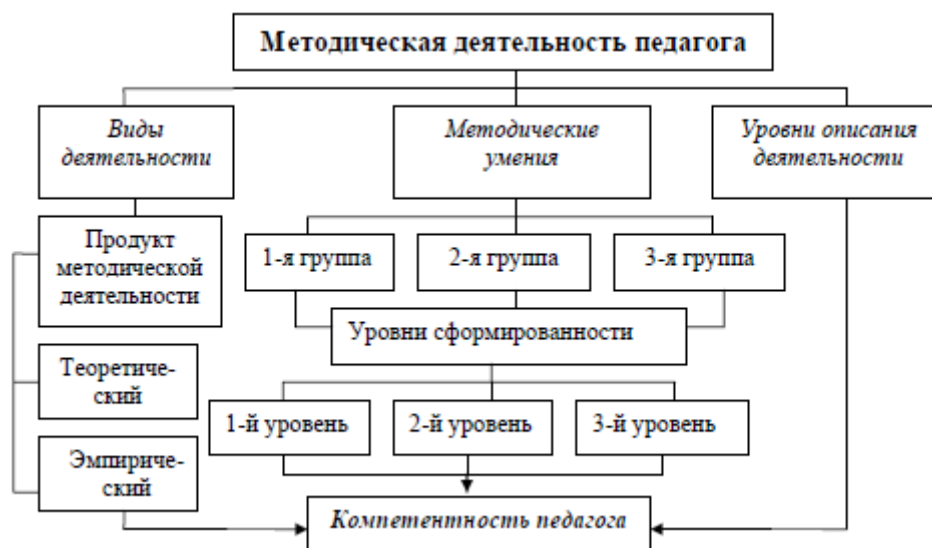 Методическая деятельность педагога
Виды
деятельности
Методические
умения
Уровни описания
деятельности
Продукт
методической
деятельности
1-я группа
2-я группа
3-я группа
Уровни сформированности
Теоретиче-
ский
1-й уровень
2-й уровень
3-й уровень
Эмпириче-
ский
Компетентность педагога